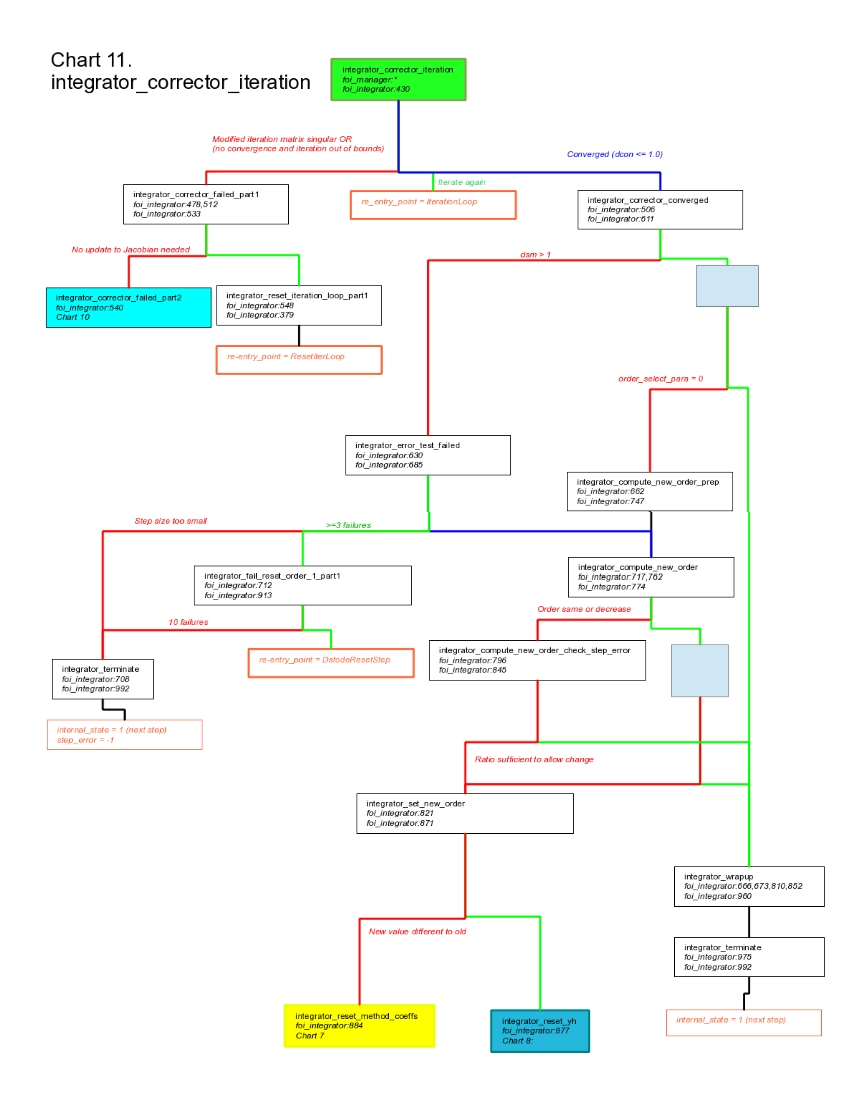 Chart 11.
integrator_corrector_iteration
integrator_corrector_iteration
foi_manager:*
foi_integrator:430
Modified iteration matrix singular OR
(no convergence and iteration out of bounds)
Converged (dcon <= 1.0)
Iterate again
integrator_corrector_failed_part1
foi_integrator:478,512
foi_integrator:533
re_entry_point = IterationLoop
integrator_corrector_converged
foi_integrator:506
foi_integrator:611
No update to Jacobian needed
dsm > 1
integrator_corrector_failed_part2
foi_integrator:540
Chart 10
integrator_reset_iteration_loop_part1
foi_integrator:548
foi_integrator:379
re-entry_point = ResetIterLoop
order_select_para = 0
integrator_error_test_failed
foi_integrator:630
foi_integrator:685
integrator_compute_new_order_prep
foi_integrator:662
foi_integrator:747
Step size too small
>=3 failures
integrator_fail_reset_order_1_part1
foi_integrator:712
foi_integrator:913
integrator_compute_new_order
foi_integrator:717,762
foi_integrator:774
10 failures
Order same or decrease
integrator_terminate
foi_integrator:708
foi_integrator:992
re-entry_point = DstodeResetStep
integrator_compute_new_order_check_step_error
foi_integrator:796
foi_integrator:845
internal_state = 1 (next step)
step_error = -1
Ratio sufficient to allow change
integrator_set_new_order
foi_integrator:821
foi_integrator:871
integrator_wrapup
foi_integrator:666,673,810,852
foi_integrator:960
New value different to old
integrator_terminate
foi_integrator:975
foi_integrator:992
integrator_reset_method_coeffs
foi_integrator:884
Chart 7
integrator_reset_yh
foi_integrator:877
Chart 8:
internal_state = 1 (next step)